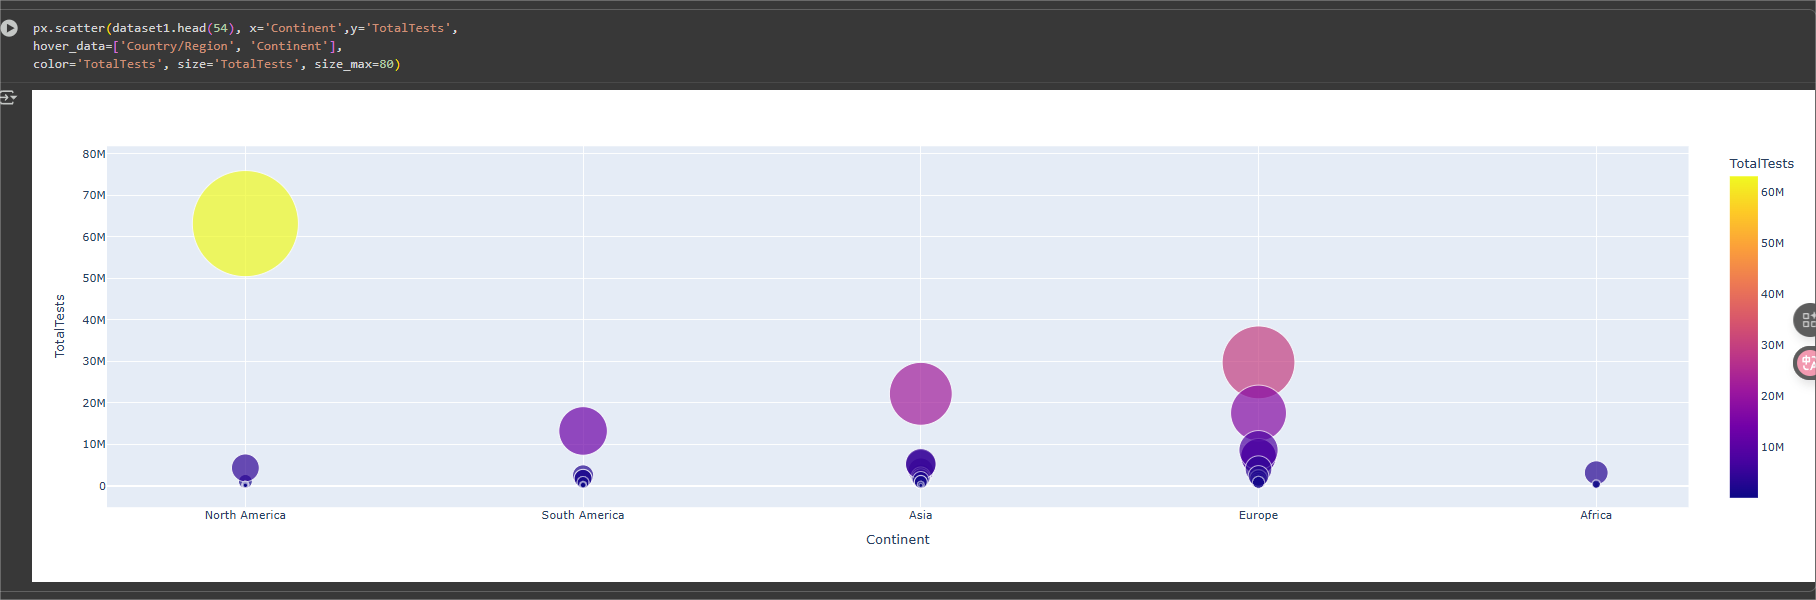 px.scatter(dataset1.head(54), x='Continent',y='TotalTests',
hover_data=['Country/Region', 'Continent'],
color='TotalTests', size='TotalTests', size_max=80)
80M
70M
60M
50M
40M
30M
20M
10M
0
TotalTests
North America
South America
Asia
Europe
Africa
Continent
TotalTests
60M
50M
40M
30M
20M
10M